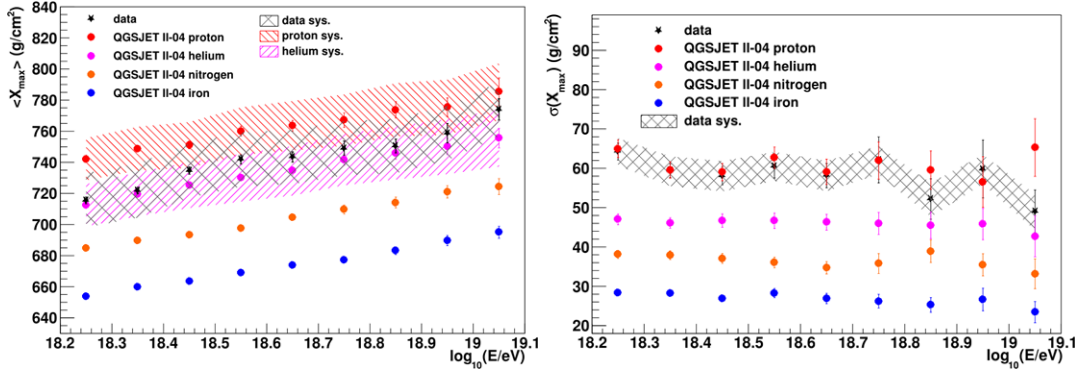 <X_max> (g/cm²)
840
820
800
780
760
740
720
700
680
660
640
data
QGSJET II-04 proton
QGSJET II-04 helium
QGSJET II-04 nitrogen
QGSJET II-04 iron
data sys.
proton sys.
helium sys.
18.2 18.3 18.4 18.5 18.6 18.7 18.8 18.9 19 19.1
log₁₀(E/eV)
σ(X_max) (g/cm²)
90
80
70
60
50
40
30
20
data
QGSJET II-04 proton
QGSJET II-04 helium
QGSJET II-04 nitrogen
QGSJET II-04 iron
data sys.
18.2 18.3 18.4 18.5 18.6 18.7 18.8 18.9 19 19.1
log₁₀(E/eV)